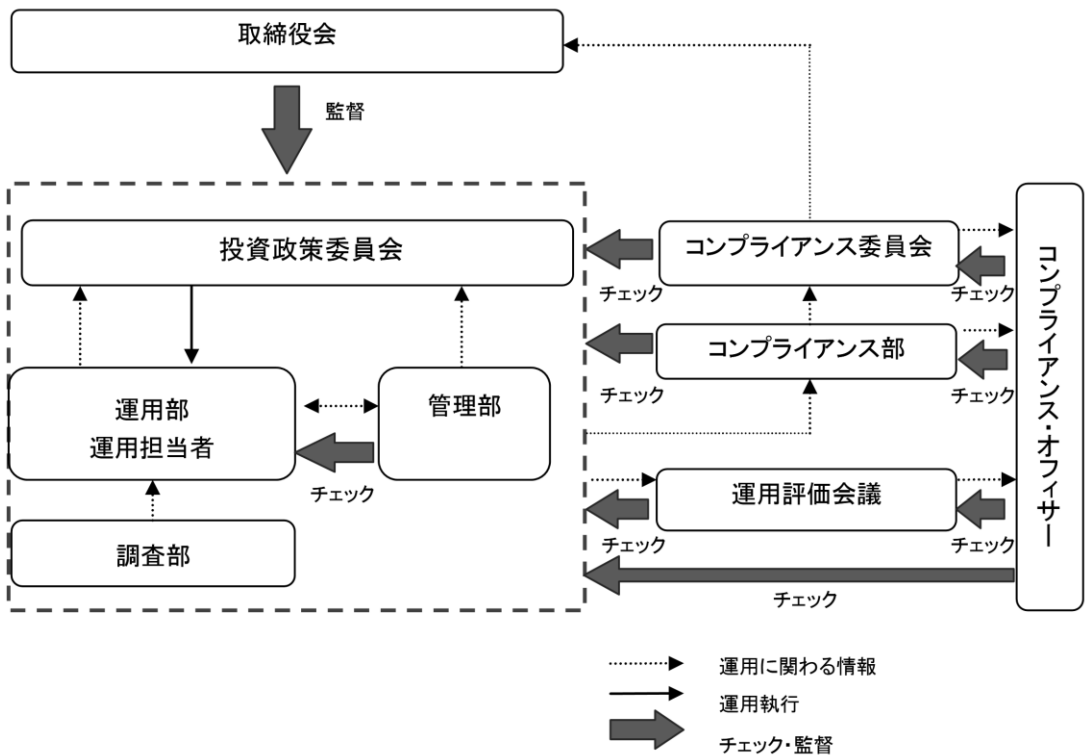 取締役会
監督
投資政策委員会
コンプライアンス委員会
チェック
チェック
コンプライアンス部
チェック
チェック
運用部
運用担当者
管理部
チェック
調査部
運用評価会議
チェック
チェック
チェック
コンプライアンス・オフィサー
運用に関わる情報
運用執行
チェック・監督